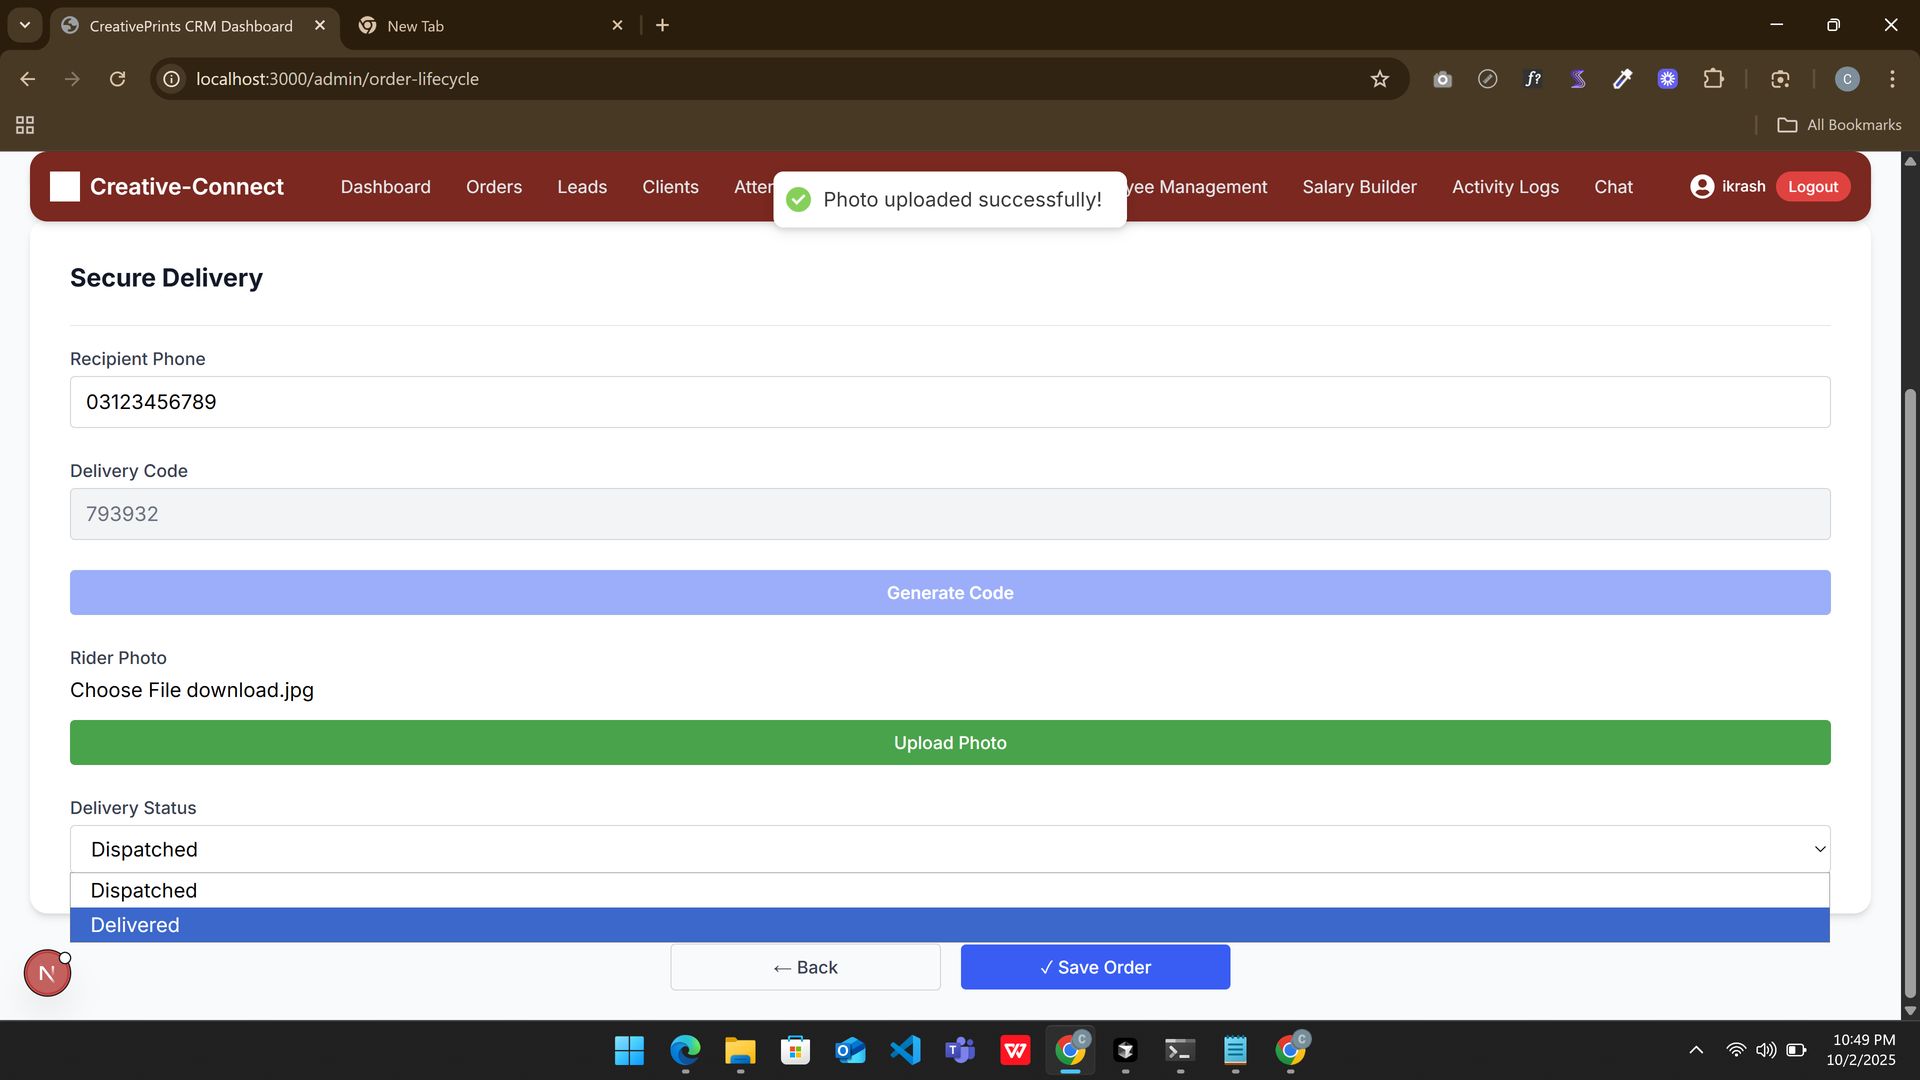 CreativePrints CRM Dashboard
New Tab
localhost:3000/admin/order-lifecycle
f?
C
All Bookmarks
Creative-Connect
Dashboard
Orders
Leads
Clients
Atten
yee Management
Salary Builder
Activity Logs
Chat
ikrash
Logout
Photo uploaded successfully!
Secure Delivery
Recipient Phone
03123456789
Delivery Code
793932
Generate Code
Rider Photo
Choose File download.jpg
Upload Photo
Delivery Status
Dispatched
Dispatched
Delivered
← Back
✓ Save Order
N
10:49 PM
10/2/2025